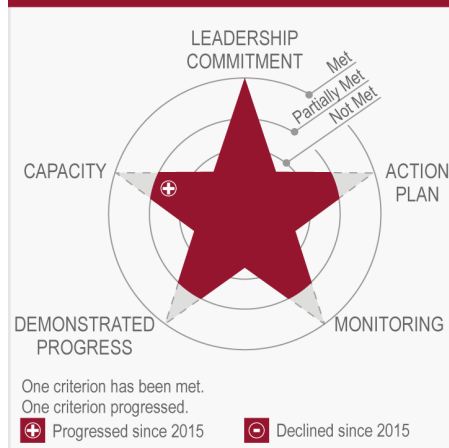 LEADERSHIP
COMMITMENT
Met
Partially Met
Not Met
CAPACITY
ACTION
PLAN
DEMONSTRATED
PROGRESS
MONITORING
One criterion has been met.
One criterion progressed.
Progressed since 2015
Declined since 2015